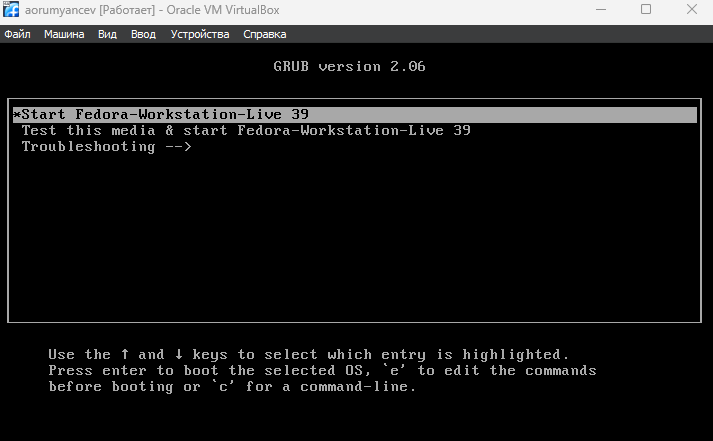 aorumyancev [Работает] - Oracle VM VirtualBox
Файл Машина Вид Ввод Устройства Справка
GRUB version 2.06
*Start Fedora-Workstation-Live 39
Test this media & start Fedora-Workstation-Live 39
Troubleshooting -->
Use the ↑ and ↓ keys to select which entry is highlighted.
Press enter to boot the selected OS, `e' to edit the commands
before booting or `c' for a command-line.